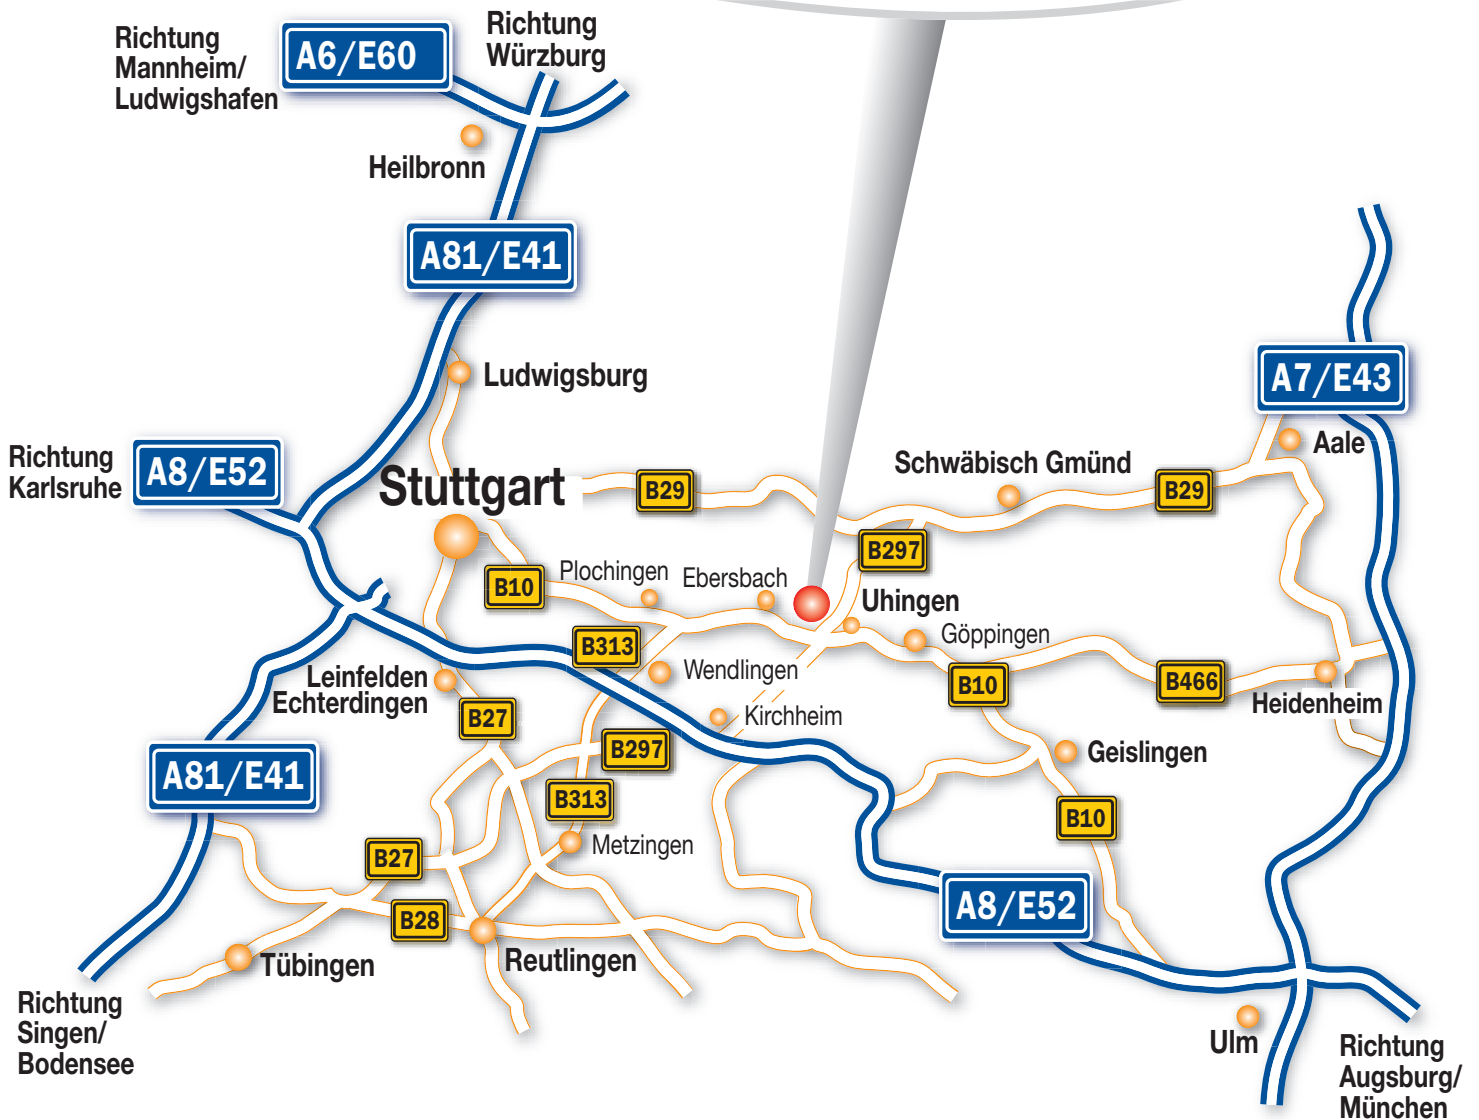 Richtung
Mannheim/
Ludwigshafen
A6/E60
Richtung
Würzburg
Heilbronn
A81/E41
Ludwigsburg
A7/E43
Aale
Richtung
Karlsruhe
A8/E52
Stuttgart
B29
Schwäbisch Gmünd
B29
B297
B10
Plochingen
Ebersbach
Uhingen
Göppingen
B313
Wendlingen
B10
B466
Heidenheim
Leinfelden
Echterdingen
B27
Kirchheim
B297
Geislingen
A81/E41
B313
B10
Metzingen
B27
B28
A8/E52
Tübingen
Reutlingen
Richtung
Singen/
Bodensee
Ulm
Richtung
Augsburg/
München